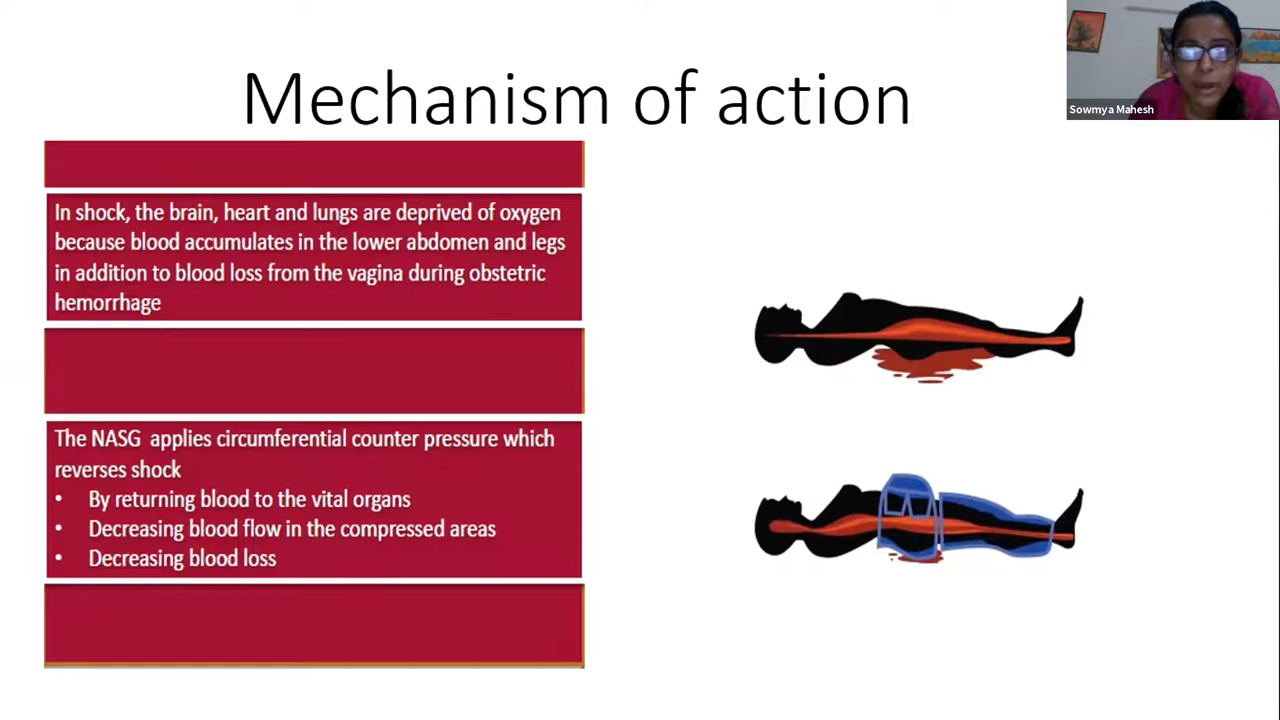 Sowmya Mahesh
Mechanism of action
In shock, the brain, heart and lungs are deprived of oxygen
because blood accumulates in the lower abdomen and legs
in addition to blood loss from the vagina during obstetric
hemorrhage
The NASG applies circumferential counter pressure which
reverses shock
• By returning blood to the vital organs
• Decreasing blood flow in the compressed areas
• Decreasing blood loss